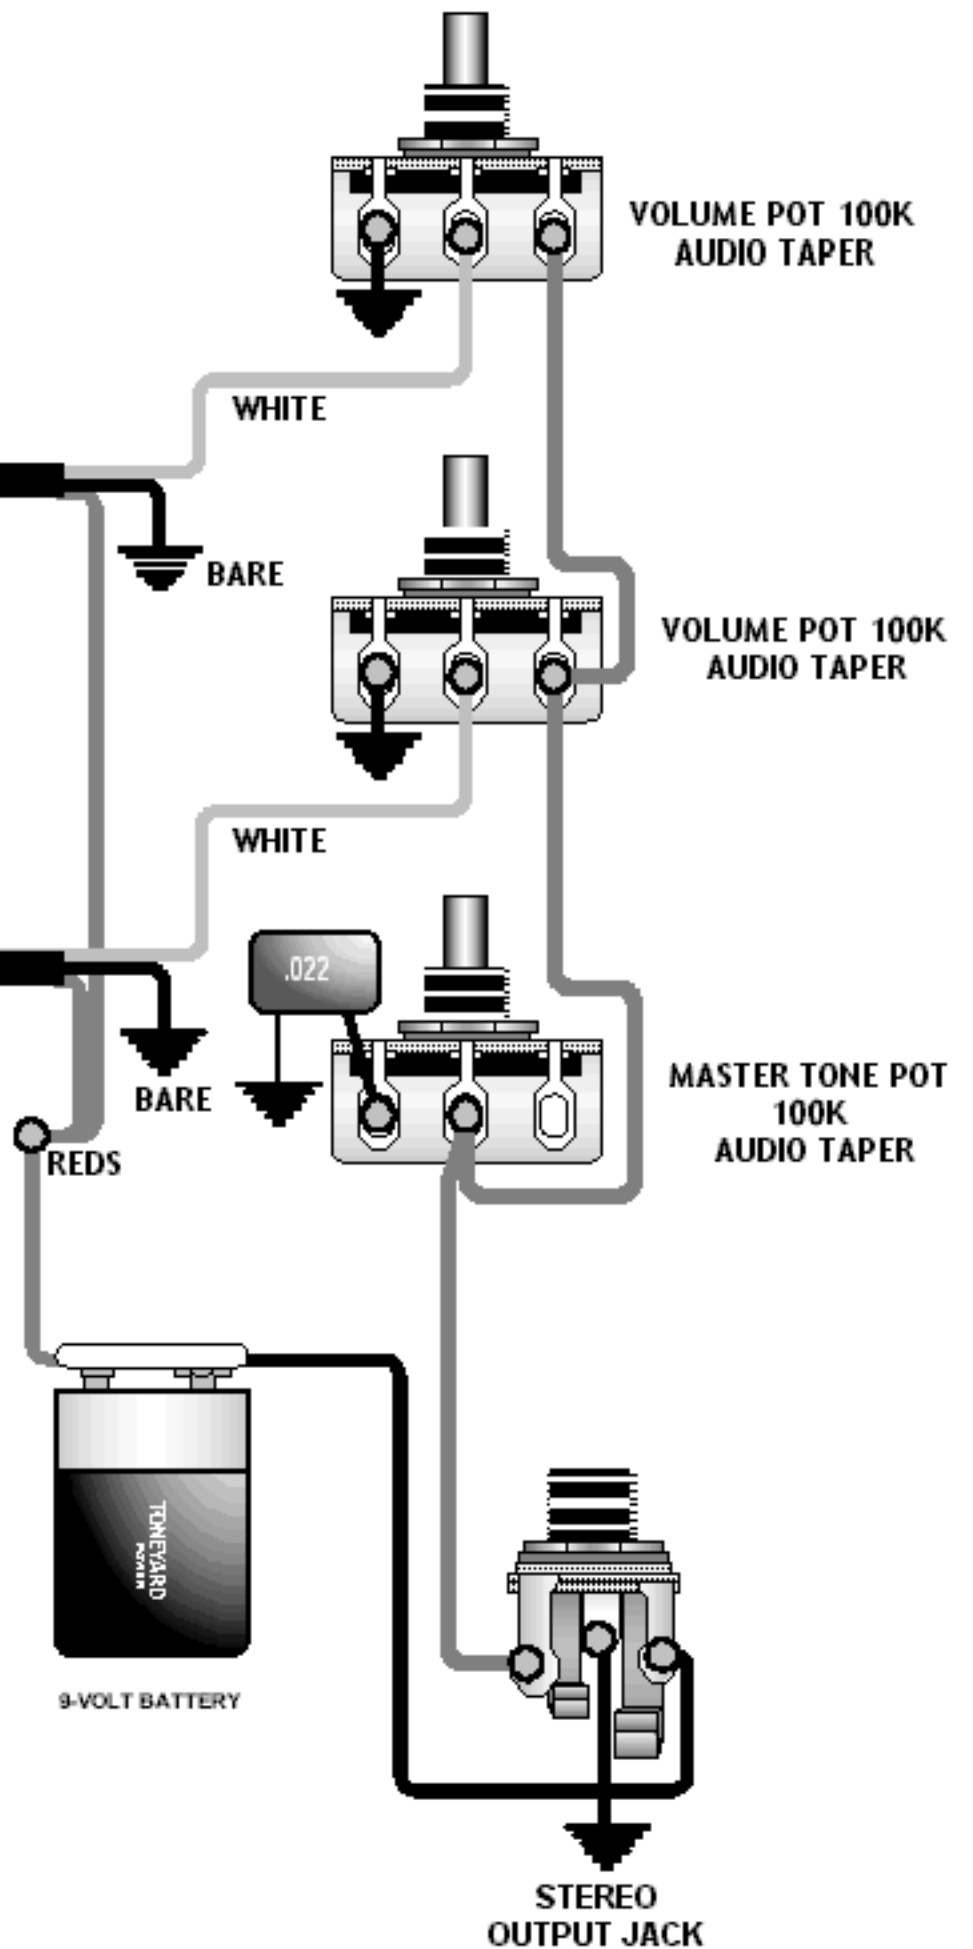 VOLUME POT 100K
AUDIO TAPER
WHITE
BARE
VOLUME POT 100K
AUDIO TAPER
WHITE
.022
MASTER TONE POT
100K
AUDIO TAPER
BARE
REDS
TONEYARD
POWER
9-VOLT BATTERY
STEREO
OUTPUT JACK